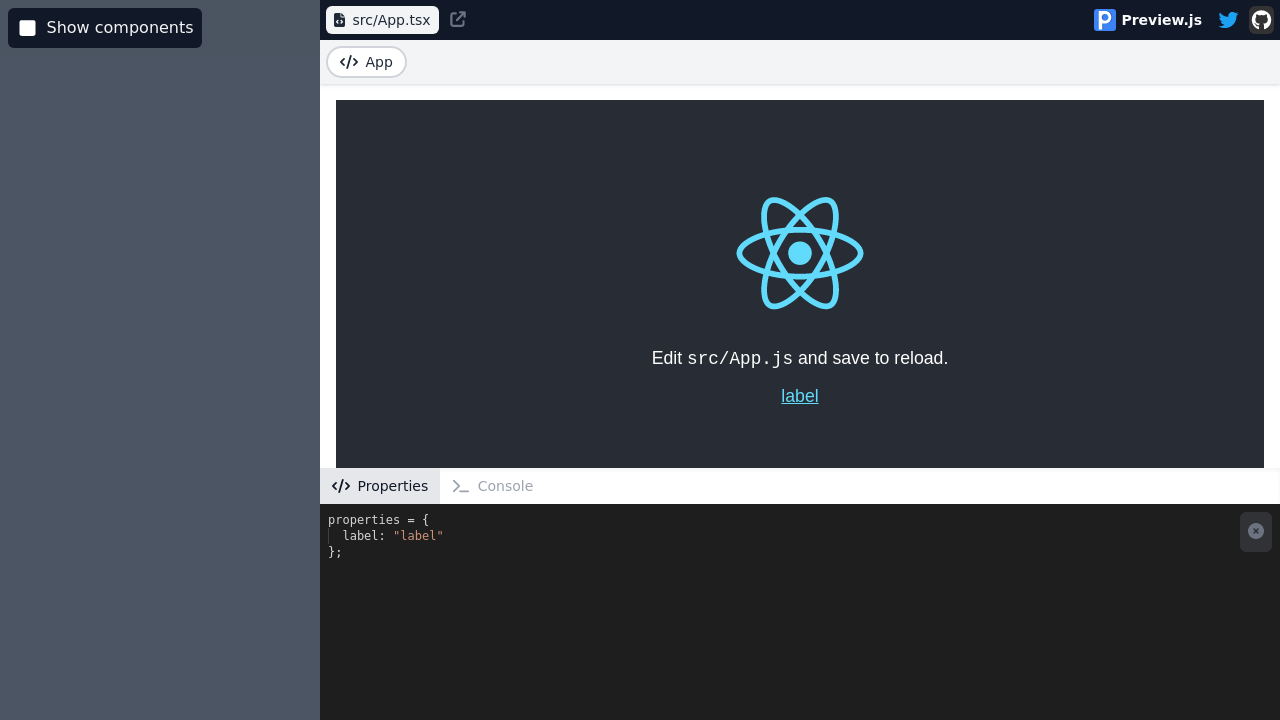 Show components
src/App.tsx
Preview.js
App
Edit src/App.js and save to reload.
label
Properties
Console
properties = {
label: "label"
};